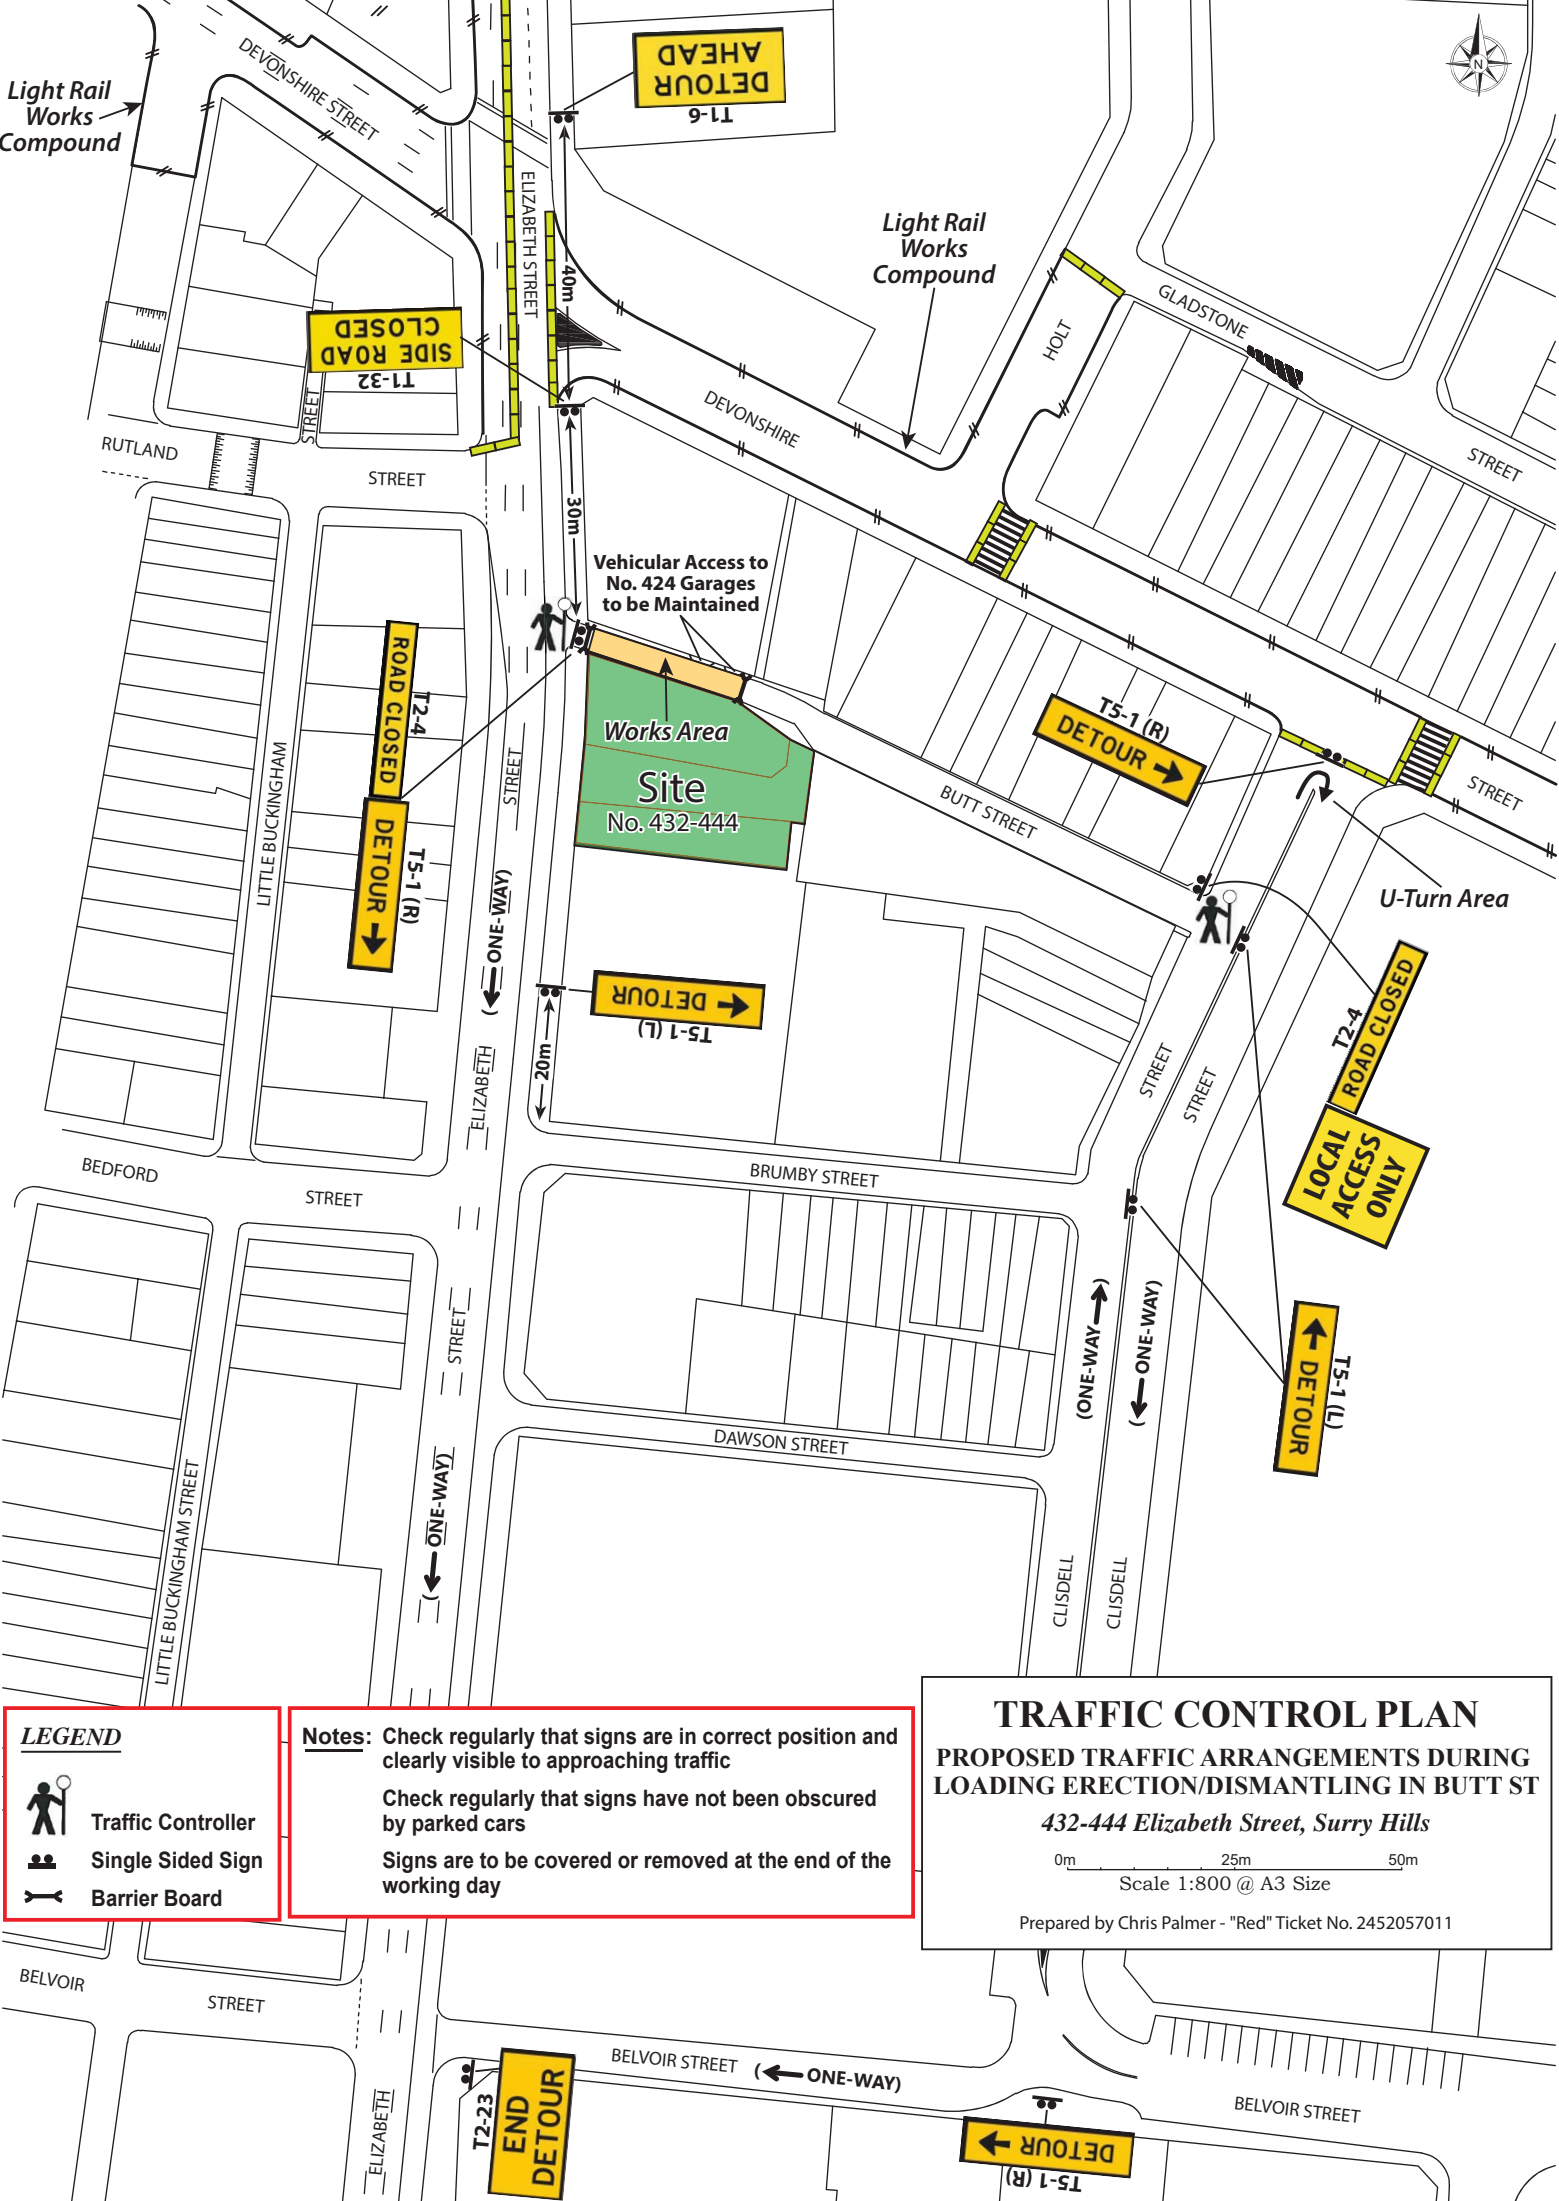 DETOUR
AHEAD
T1-6
Light Rail
Works
Compound
DEVONSHIRE STREET
ELIZABETH STREET
40m
Light Rail
Works
Compound
N
GLADSTONE
STREET
HOLT
SIDE ROAD
CLOSED
T1-32
STREET
RUTLAND
STREET
DEVONSHIRE
STREET
30m
Vehicular Access to
No. 424 Garages
to be Maintained
ROAD CLOSED
T2-4
DETOUR
T5-1 (R)
Works Area
Site
No. 432-444
T5-1 (R)
DETOUR
BUTT STREET
U-Turn Area
LITTLE BUCKINGHAM
STREET
(ONE-WAY)
DETOUR
T5-1 (L)
20m
ELIZABETH
T2-4
ROAD CLOSED
LOCAL
ACCESS
ONLY
STREET
STREET
BEDFORD
STREET
BRUMBY STREET
STREET
(ONE-WAY)
(ONE-WAY)
DETOUR
T5-1 (L)
DAWSON STREET
(ONE-WAY)
LITTLE BUCKINGHAM STREET
CLISDELL
CLISDELL
LEGEND
Traffic Controller
Single Sided Sign
Barrier Board
Notes: Check regularly that signs are in correct position and
clearly visible to approaching traffic
Check regularly that signs have not been obscured
by parked cars
Signs are to be covered or removed at the end of the
working day
TRAFFIC CONTROL PLAN
PROPOSED TRAFFIC ARRANGEMENTS DURING
LOADING ERECTION/DISMANTLING IN BUTT ST
432-444 Elizabeth Street, Surry Hills
0m 25m 50m
Scale 1:800 @ A3 Size
Prepared by Chris Palmer - "Red" Ticket No. 2452057011
BELVOIR
STREET
ELIZABETH
T2-23
END
DETOUR
BELVOIR STREET
(ONE-WAY)
DETOUR
T5-1 (R)
BELVOIR STREET